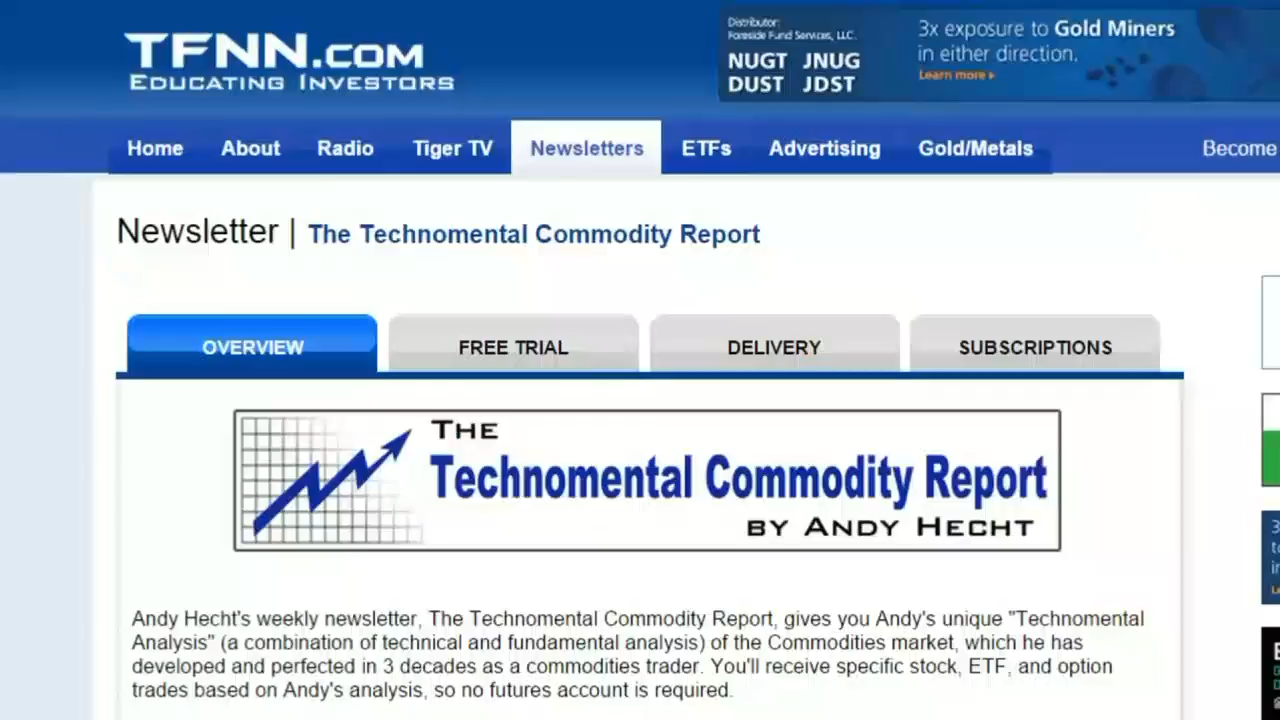 TFNN.COM
EDUCATING INVESTORS
Distributor:
Foreside Fund Services, LLC.
NUGT JNUG
DUST JDST
3x exposure to Gold Miners
in either direction.
Learn more
Home About Radio Tiger TV Newsletters ETFs Advertising Gold/Metals Become
Newsletter | The Technomental Commodity Report
OVERVIEW FREE TRIAL DELIVERY SUBSCRIPTIONS
THE
Technomental Commodity Report
BY ANDY HECHT
Andy Hecht's weekly newsletter, The Technomental Commodity Report, gives you Andy's unique "Technomental
Analysis" (a combination of technical and fundamental analysis) of the Commodities market, which he has
developed and perfected in 3 decades as a commodities trader. You'll receive specific stock, ETF, and option
trades based on Andy's analysis, so no futures account is required.